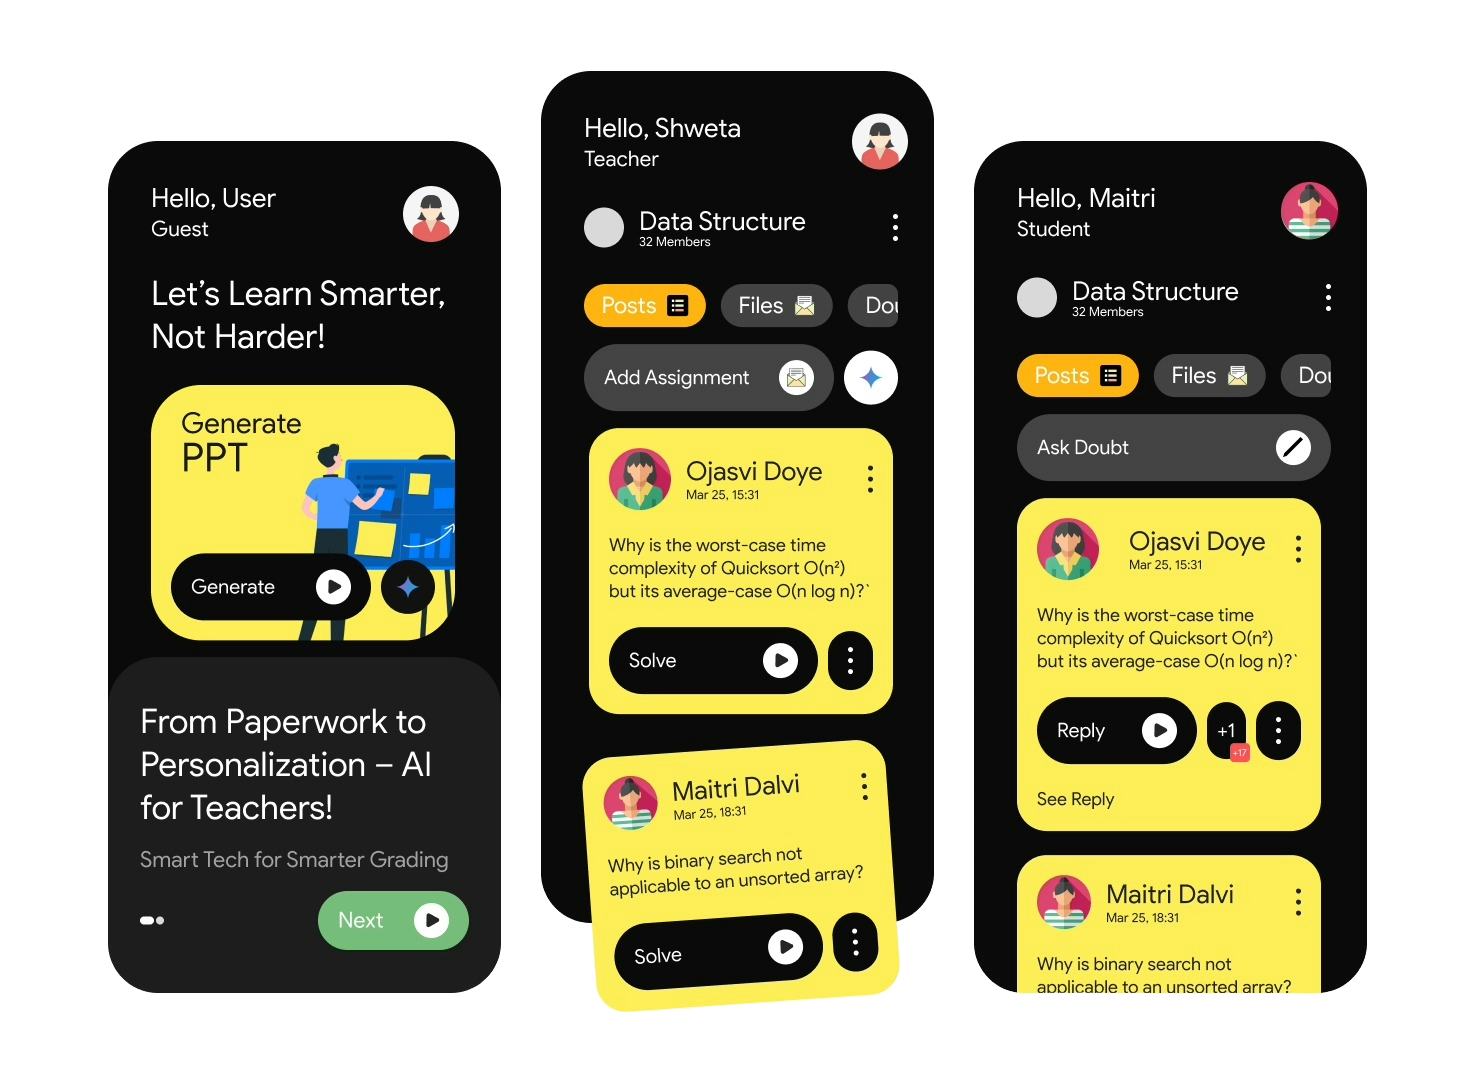 Hello, User
Guest
Let’s Learn Smarter,
Not Harder!
Generate
PPT
Generate
From Paperwork to
Personalization – AI
for Teachers!
Smart Tech for Smarter Grading
Next
Hello, Shweta
Teacher
Data Structure
32 Members
Posts
Files
Dou
Add Assignment
Ojasvi Doye
Mar 25, 15:31
Why is the worst-case time
complexity of Quicksort O(n²)
but its average-case O(n log n)?`
Solve
Maitri Dalvi
Mar 25, 18:31
Why is binary search not
applicable to an unsorted array?
Solve
Hello, Maitri
Student
Data Structure
32 Members
Posts
Files
Dou
Ask Doubt
Ojasvi Doye
Mar 25, 15:31
Why is the worst-case time
complexity of Quicksort O(n²)
but its average-case O(n log n)?`
Reply
+1
+17
See Reply
Maitri Dalvi
Mar 25, 18:31
Why is binary search not
applicable to an unsorted array?